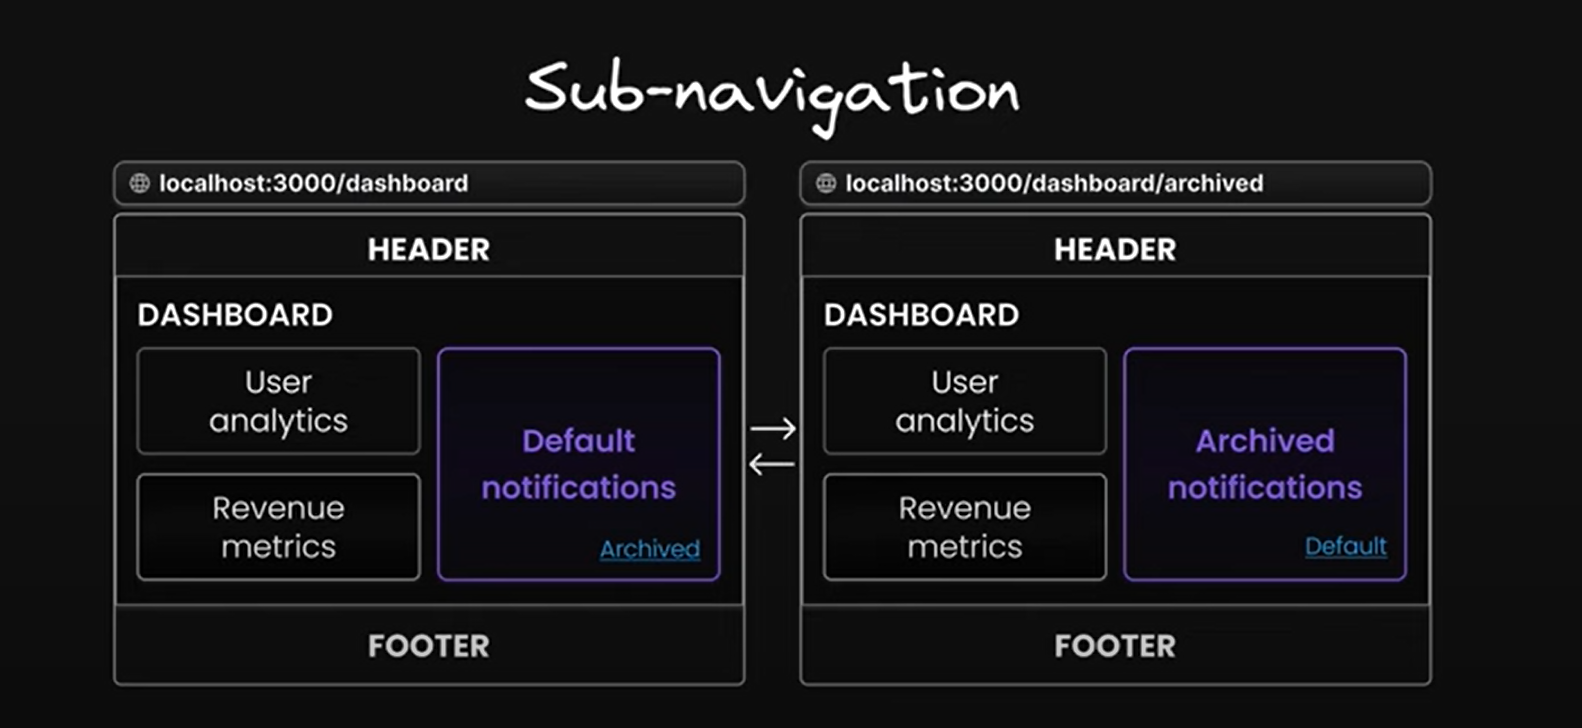 Sub-navigation
localhost:3000/dashboard
HEADER
DASHBOARD
User
analytics
Revenue
metrics
Default
notifications
Archived
FOOTER
localhost:3000/dashboard/archived
HEADER
DASHBOARD
User
analytics
Revenue
metrics
Archived
notifications
Default
FOOTER